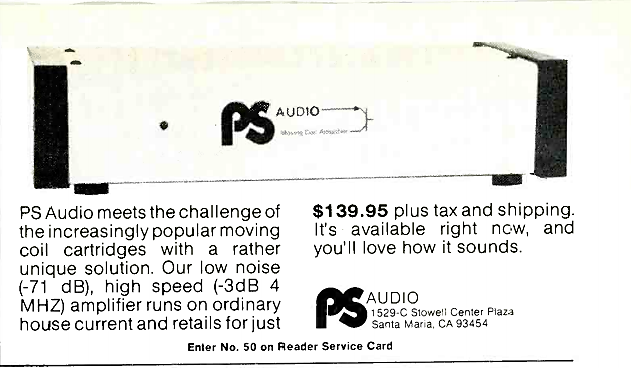 PS AUDIO
Moving Coil Amplifier
PS Audio meets the challenge of
the increasingly popular moving
coil cartridges with a rather
unique solution. Our low noise
(-71 dB), high speed (-3dB 4
MHZ) amplifier runs on ordinary
house current and retails for just
$139.95 plus tax and shipping.
It's available right now, and
you'll love how it sounds.
PS AUDIO
1529-C Stowell Center Plaza
Santa Maria, CA 93454
Enter No. 50 on Reader Service Card